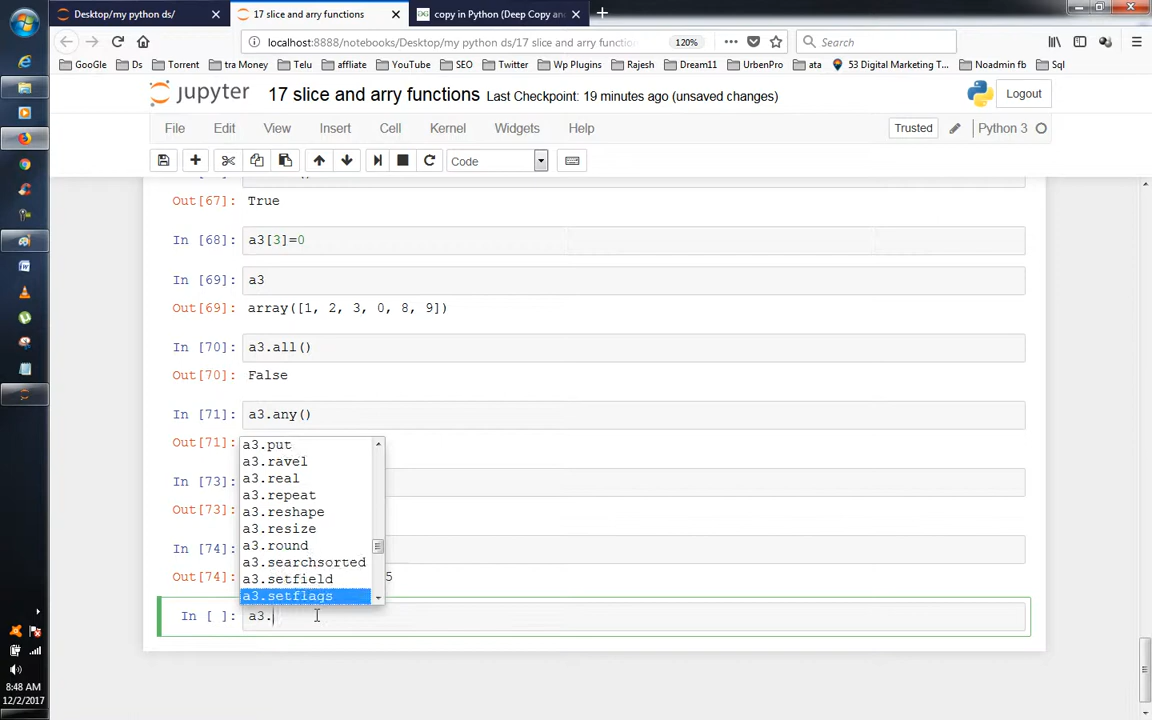 Desktop/my python ds/
17 slice and arry functions
copy in Python (Deep Copy an
localhost:8888/notebooks/Desktop/my python ds/17 slice and arry functio
120%
Search
GooGle
Ds
Torrent
tra Money
Telu
affiliate
YouTube
SEO
Twitter
Wp Plugins
Rajesh
Dream11
UrbenPro
ata
53 Digital Marketing T...
Noadmin fb
Sql
jupyter
17 slice and arry functions Last Checkpoint: 19 minutes ago (unsaved changes)
Logout
File Edit View Insert Cell Kernel Widgets Help
Trusted
Python 3
Code
Out[67]: True
In [68]: a3[3]=0
In [69]: a3
Out[69]: array([1, 2, 3, 0, 8, 9])
In [70]: a3.all()
Out[70]: False
In [71]: a3.any()
Out[71]:
a3.put
a3.ravel
a3.real
a3.repeat
a3.reshape
a3.resize
a3.round
a3.searchsorted
a3.setfield
a3.setflags
In [73]:
Out[73]:
In [74]:
Out[74]: 5
In [ ]: a3.
8:48 AM
12/2/2017